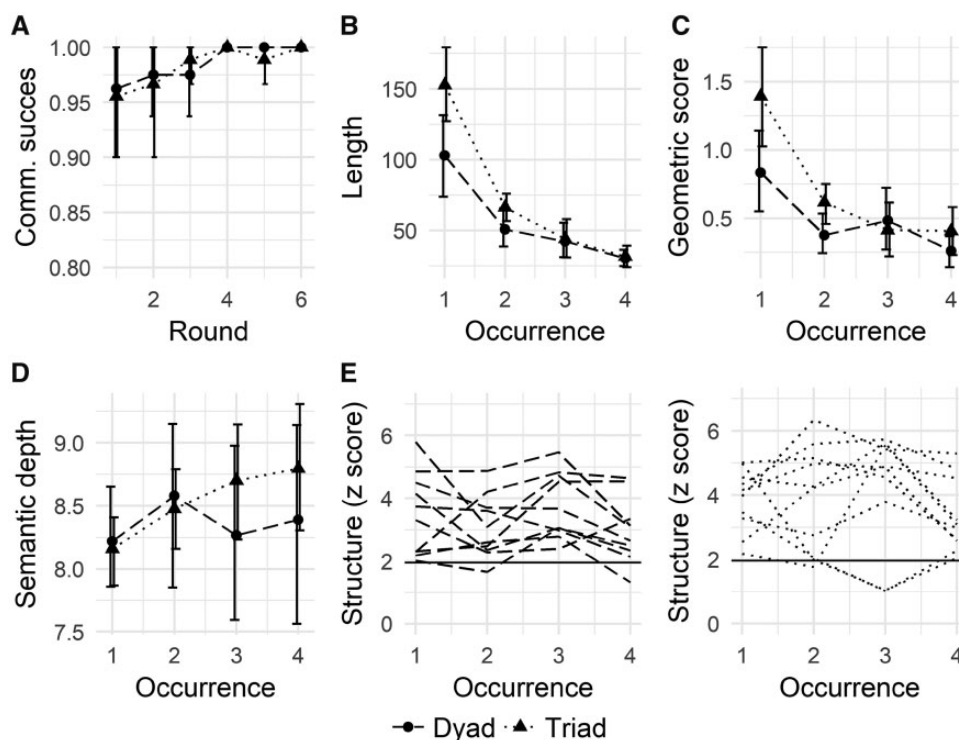 A
Comm. succes
1.00
0.95
0.90
0.85
0.80
2 4 6
Round
B
Length
150
100
50
1 2 3 4
Occurrence
C
Geometric score
1.5
1.0
0.5
1 2 3 4
Occurrence
D
Semantic depth
9.0
8.5
8.0
7.5
1 2 3 4
Occurrence
E
Structure (z score)
6
4
2
0
1 2 3 4
Occurrence
Structure (z score)
6
4
2
0
1 2 3 4
Occurrence
Dyad Triad